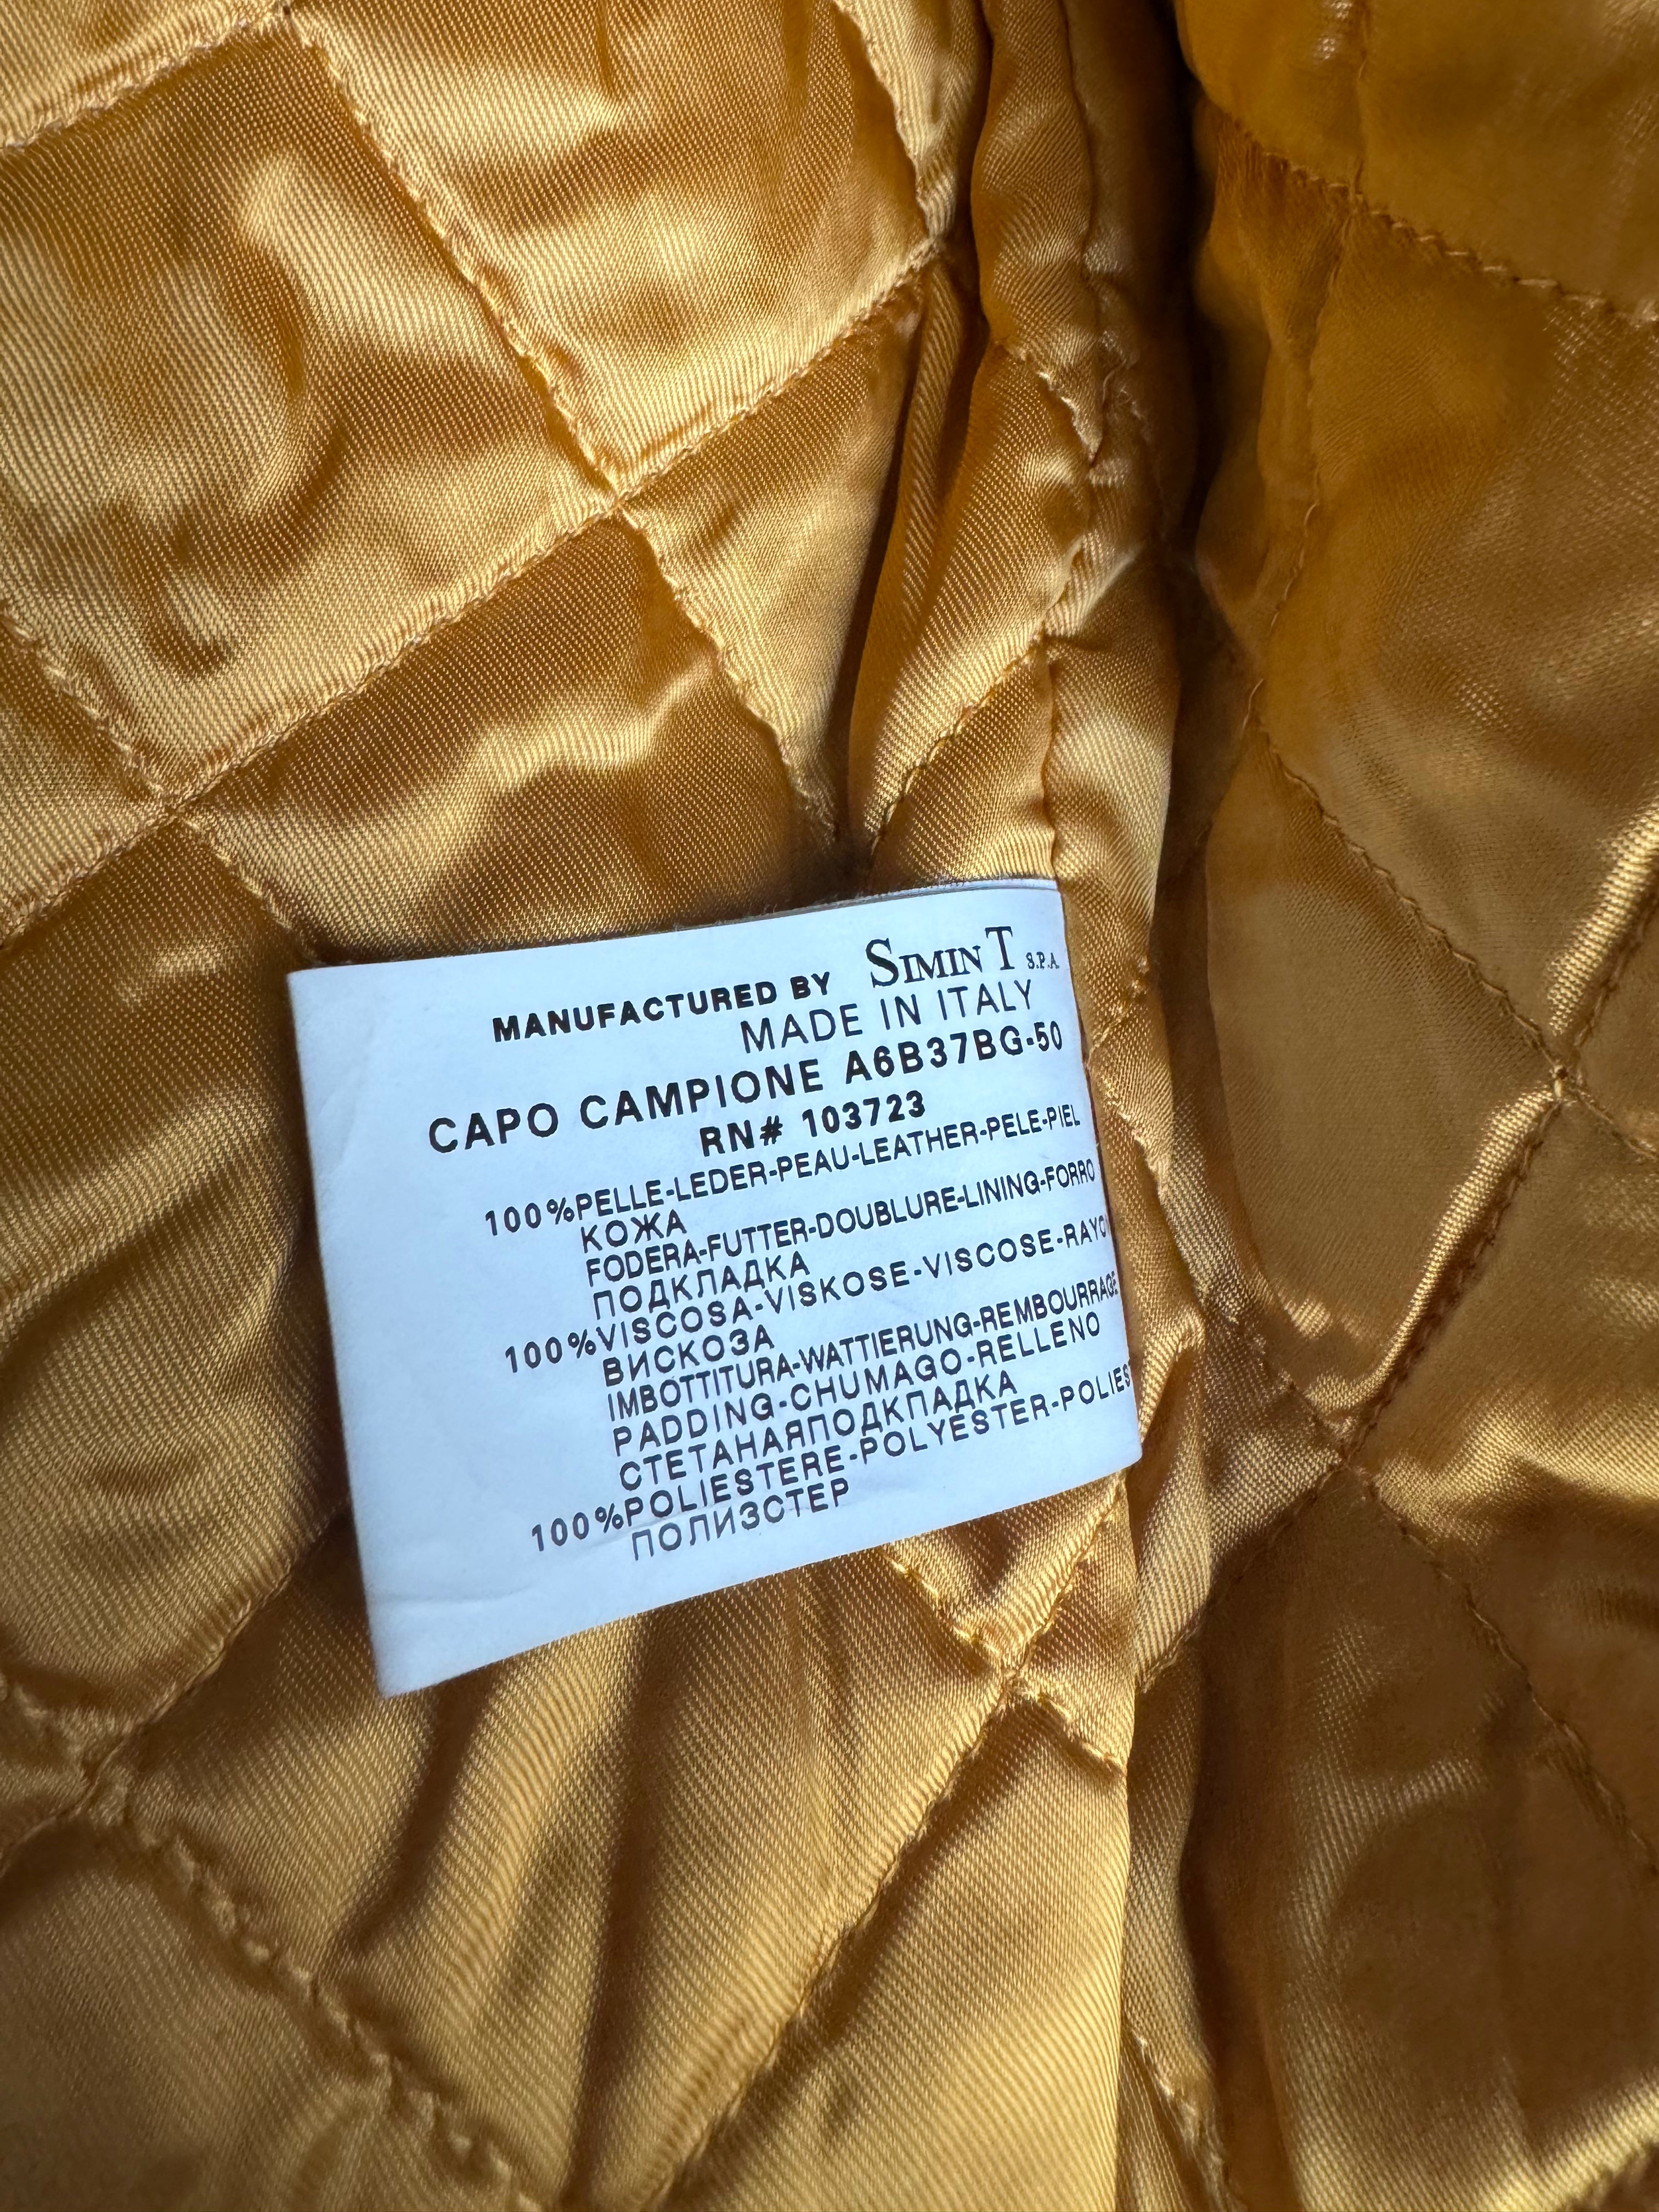 MANUFACTURED BY SIMINT S.P.A.
MADE IN ITALY
CAPO CAMPIONE A6B37BG-50
RN# 103723
100%PELLE-LEDER-PEAU-LEATHER-PELE-PIEL
КОЖА
FODERA-FUTTER-DOUBLURE-LINING-FORRO
ПОДКЛАДКА
100%VISCOSA-VISKOSE-VISCOSE-RAYO
ВИСКОЗА
IMBOTTITURA-WATTIERUNG-REMBOURRAGE
PADDING-CHUMAGO-RELLENO
СТЕТАНАЯПОДКПАДКА
100%POLIESTERE-POLYESTER-POLIES
ПОЛИЗСТЕР